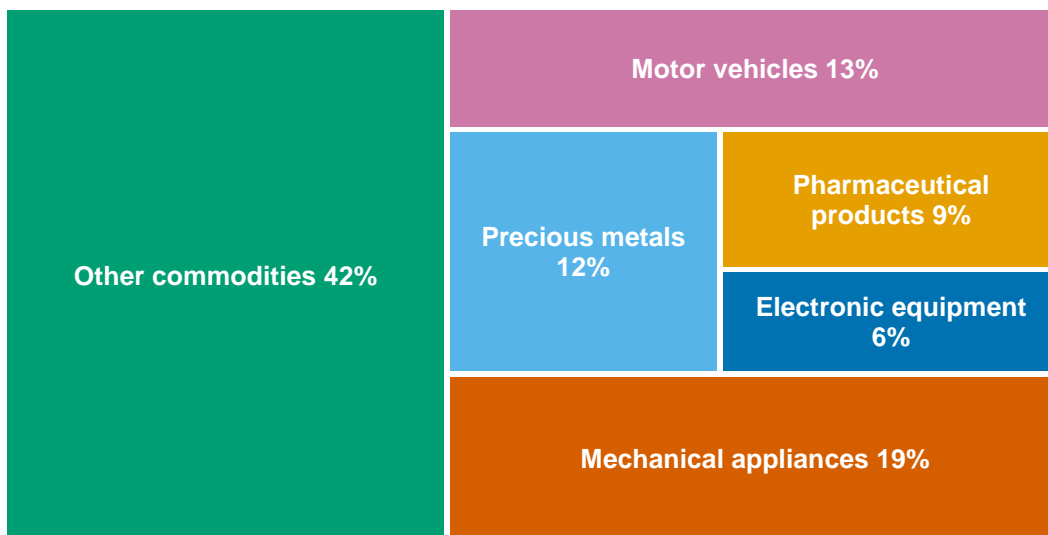 Other commodities 42%
Motor vehicles 13%
Precious metals
12%
Pharmaceutical
products 9%
Electronic equipment
6%
Mechanical appliances 19%